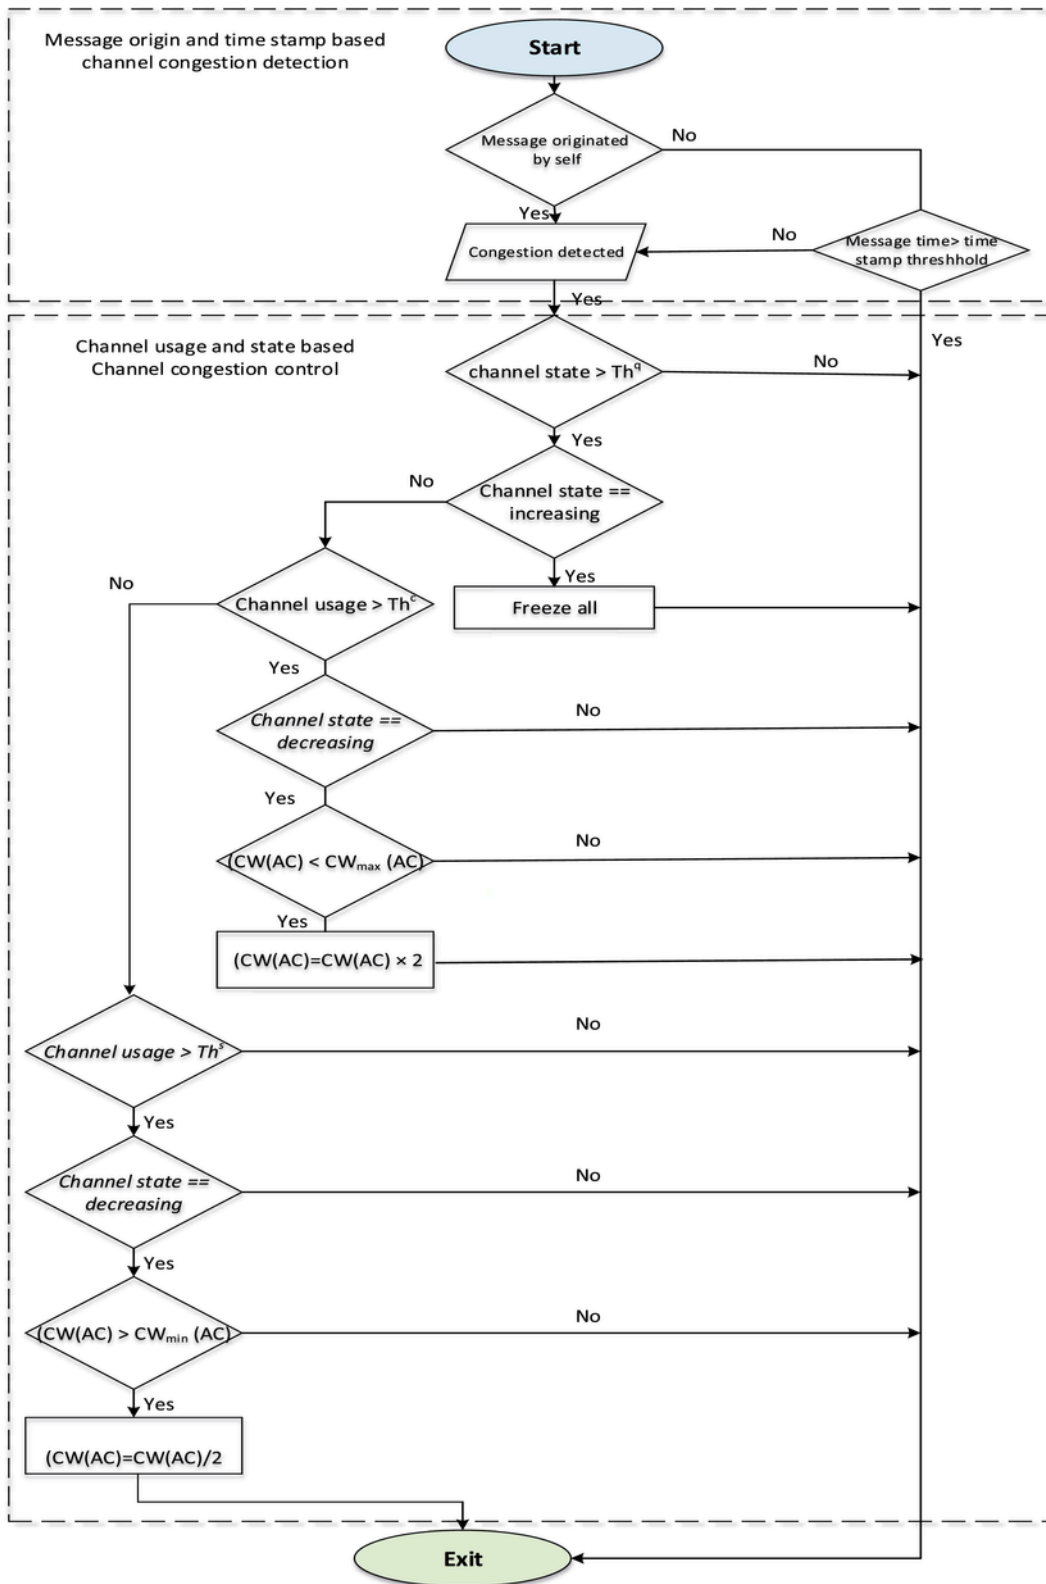 Message origin and time stamp based
channel congestion detection
Start
Message originated
by self
No
Yes
Congestion detected
No
Message time> time
stamp threshhold
Yes
Yes
Channel usage and state based
Channel congestion control
channel state > Th^q
No
Yes
No
Channel state ==
increasing
Yes
No
Channel usage > Th^c
Freeze all
Yes
Channel state ==
decreasing
No
Yes
(CW(AC) < CW_max (AC)
No
Yes
(CW(AC)=CW(AC) × 2
Channel usage > Th^s
No
Yes
Channel state ==
decreasing
No
Yes
(CW(AC) > CW_min (AC)
No
Yes
(CW(AC)=CW(AC)/2
Exit